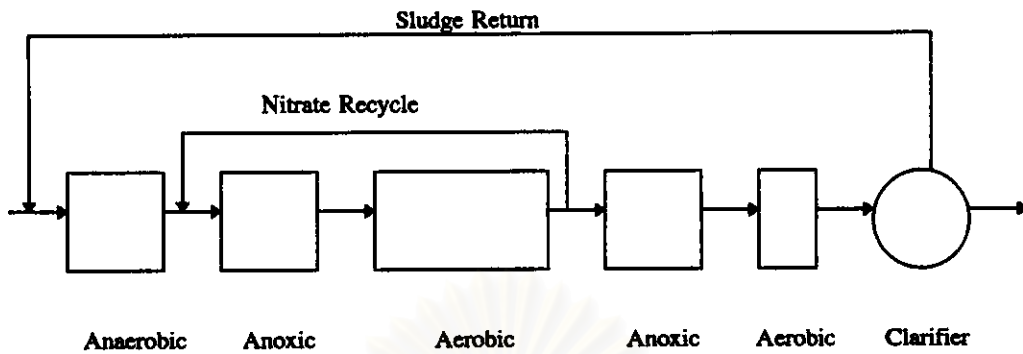 Sludge Return
Nitrate Recycle
Anaerobic Anoxic Aerobic Anoxic Aerobic Clarifier